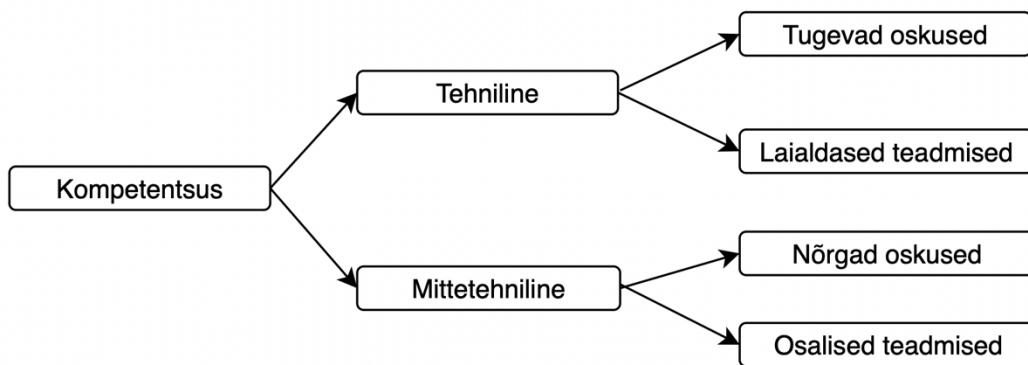 Kompetentsus
Tehniline
Tugevad oskused
Laialdased teadmised
Mittetehniline
Nõrgad oskused
Osalised teadmised